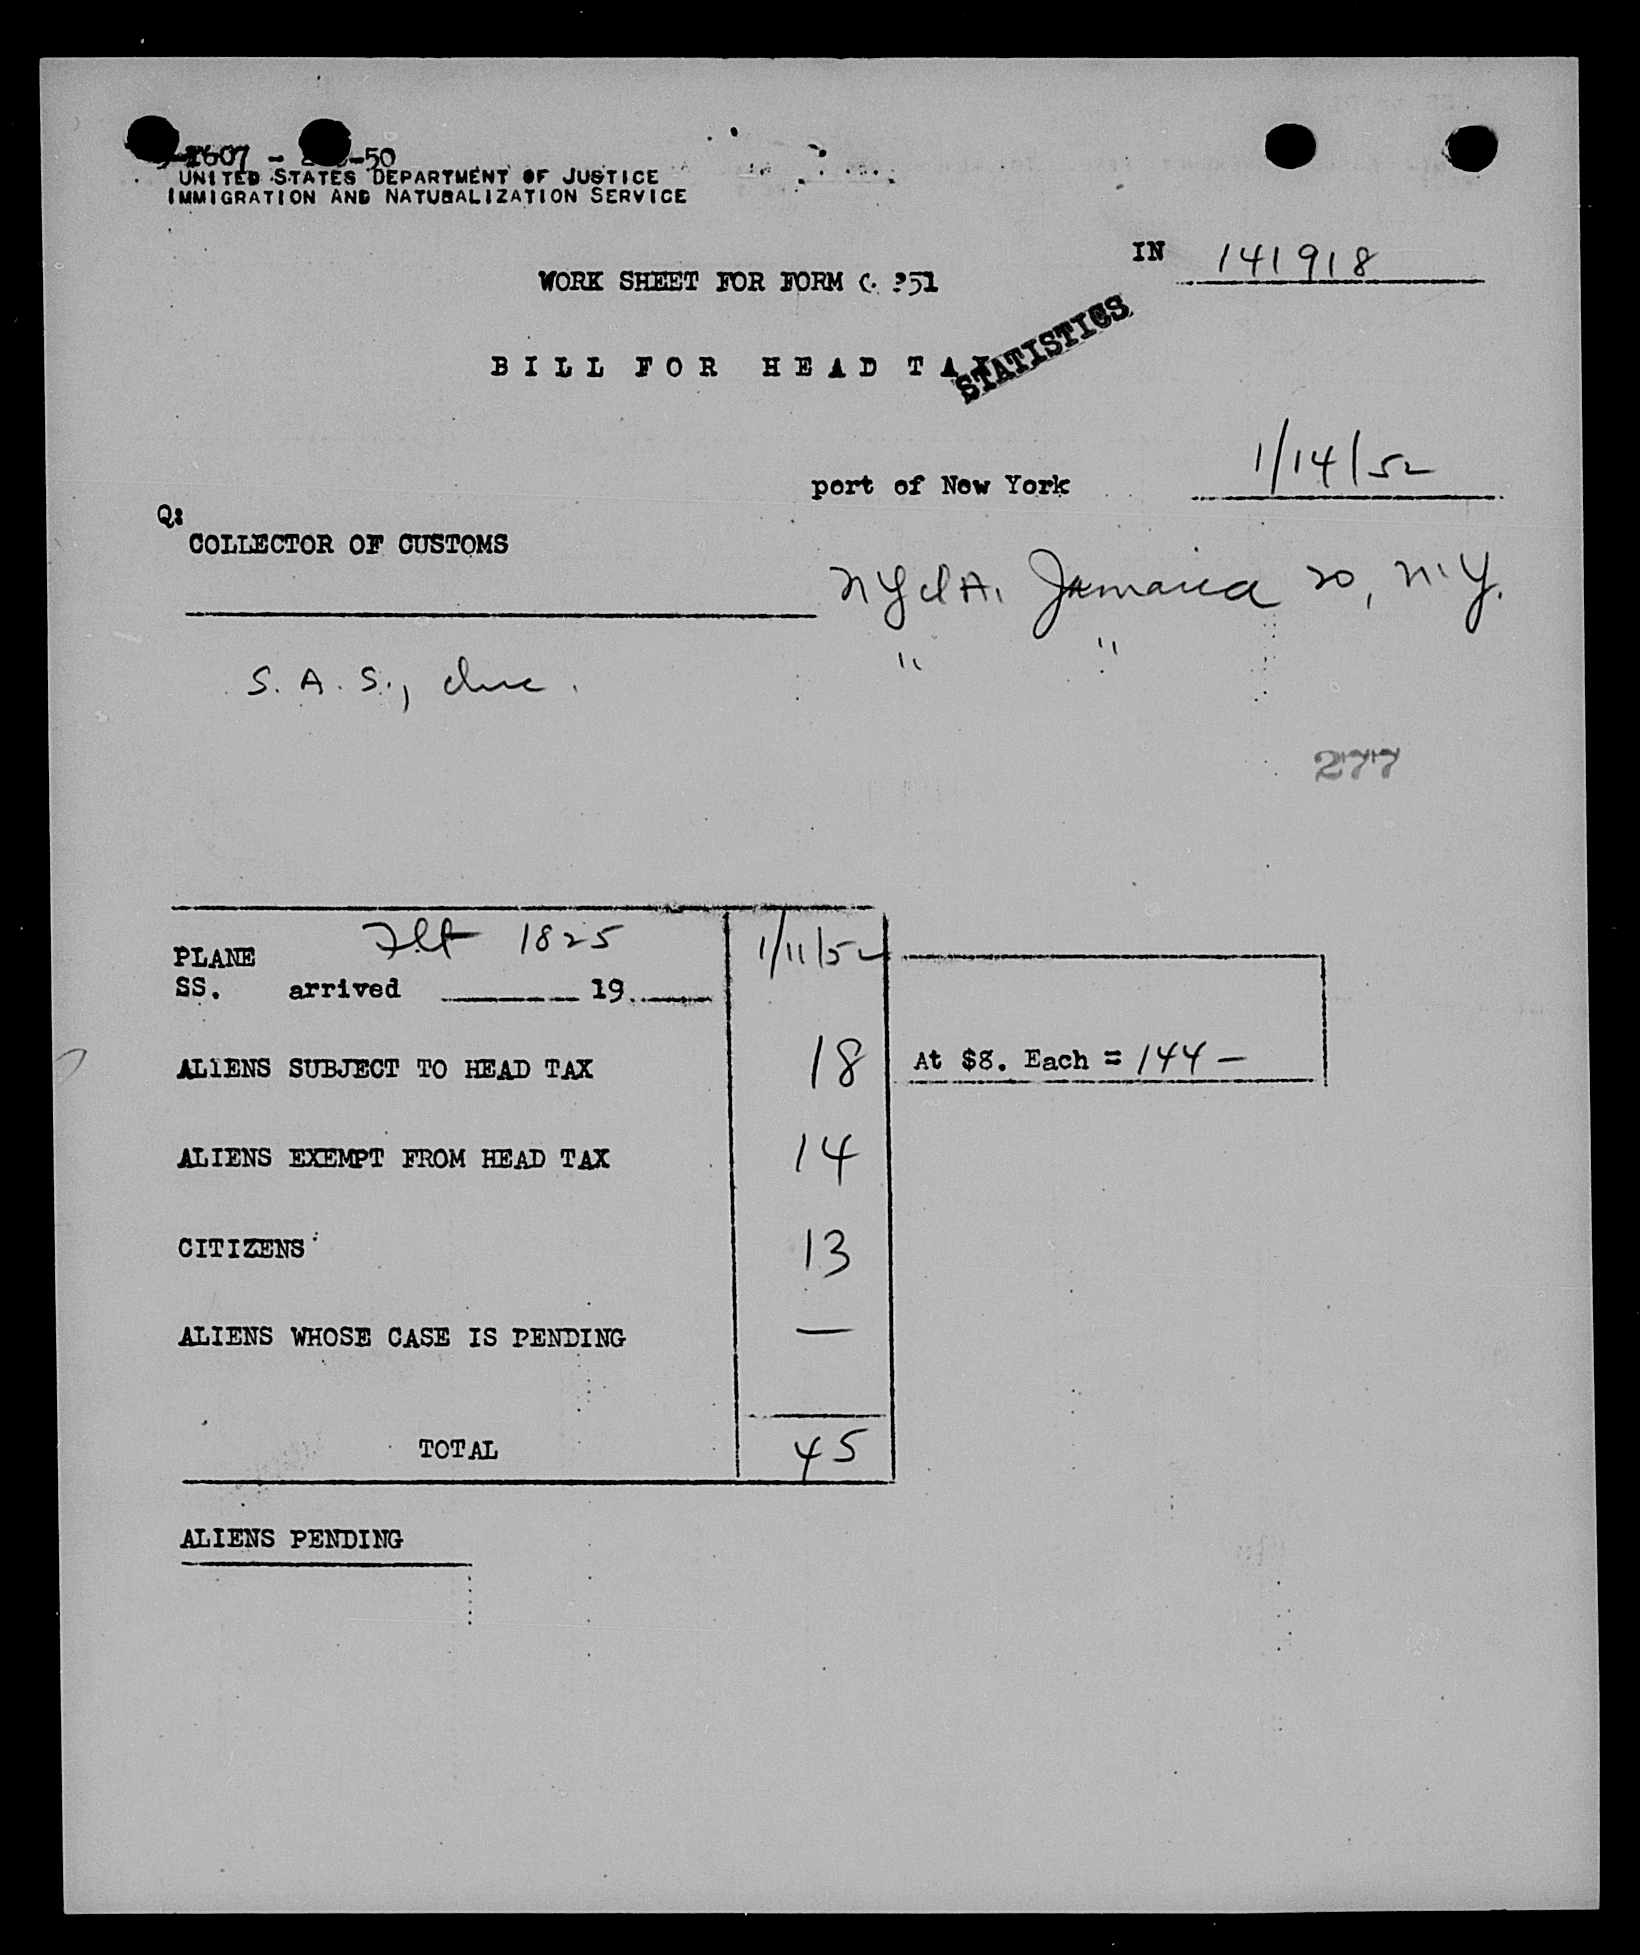 -50
UNITED STATES DEPARTMENT OF JUSTICE
IMMIGRATION AND NATURALIZATION SERVICE
IN 141918
WORK SHEET FOR FORM 351
STATISTICS
BILL FOR HEAD TAX
port of New York 1/14/52
COLLECTOR OF CUSTOMS
Jamaica 20, N.Y.
S. A. S., Inc. " "
277
PLANE Flt 1825 1/11/52
SS. arrived 19
ALIENS SUBJECT TO HEAD TAX 18 At $8. Each = 144 —
ALIENS EXEMPT FROM HEAD TAX 14
CITIZENS 13
ALIENS WHOSE CASE IS PENDING —
TOTAL 45
ALIENS PENDING